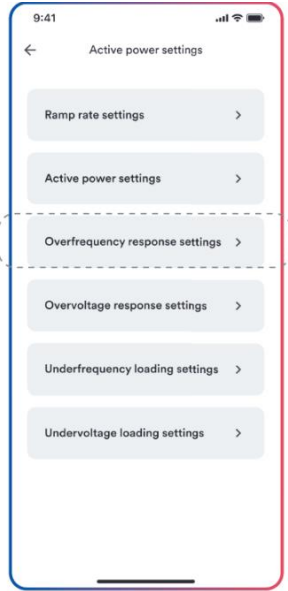 9:41
Active power settings
Ramp rate settings
Active power settings
Overfrequency response settings
Overvoltage response settings
Underfrequency loading settings
Undervoltage loading settings